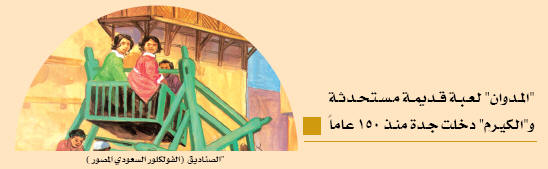 "المدوان" لعبة قديمة مستحدثة
و"الكيرم" دخلت جدة منذ ١٥٠ عاماً
"الصناديق (الفولكلور السعودي المصور)